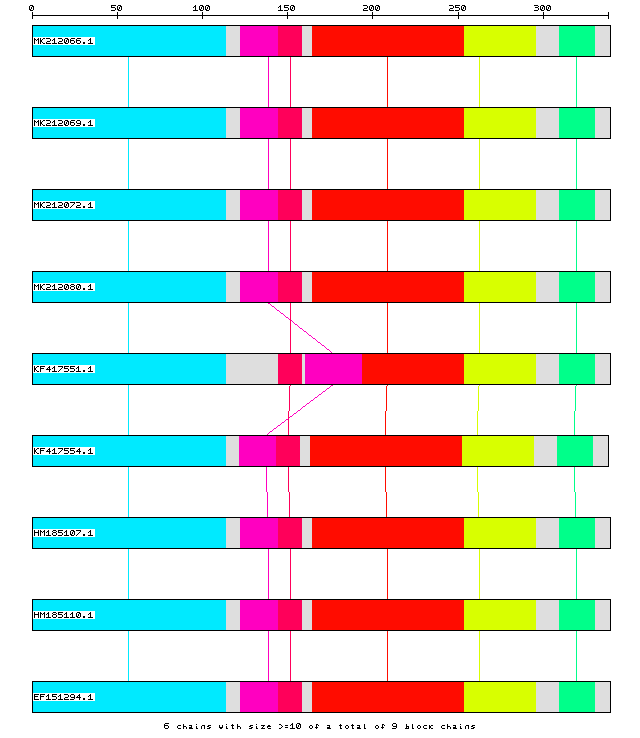 0 50 100 150 200 250 300
MK212066.1
MK212069.1
MK212072.1
MK212080.1
KF417551.1
KF417554.1
HM185107.1
HM185110.1
EF151294.1
6 chains with size >=10 of a total of 9 block chains